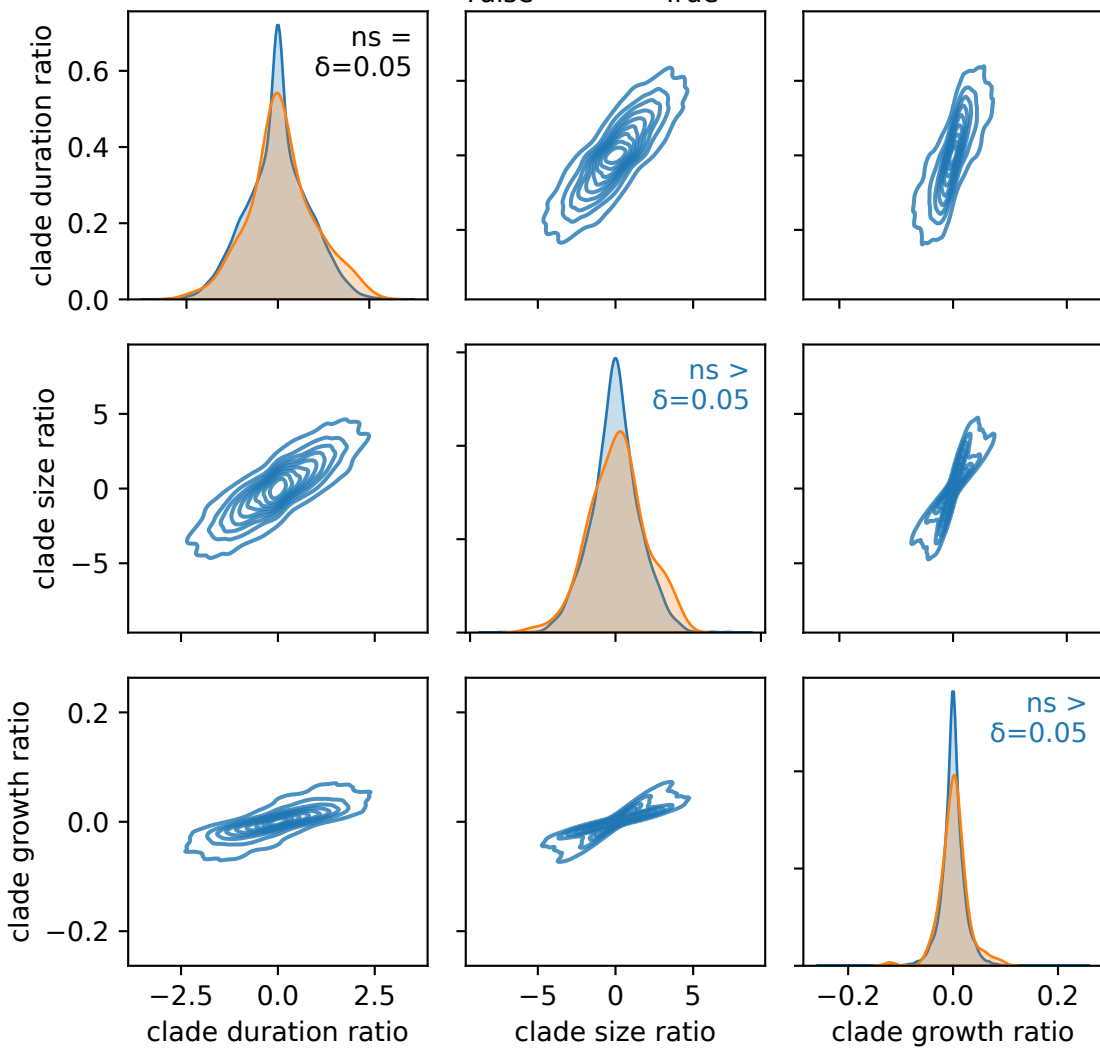 clade duration ratio
0.6
0.4
0.2
0.0
ns =
δ=0.05
clade size ratio
5
0
−5
ns >
δ=0.05
clade growth ratio
0.2
0.0
−0.2
ns >
δ=0.05
−2.5 0.0 2.5
−5 0 5
−0.2 0.0 0.2
clade duration ratio
clade size ratio
clade growth ratio